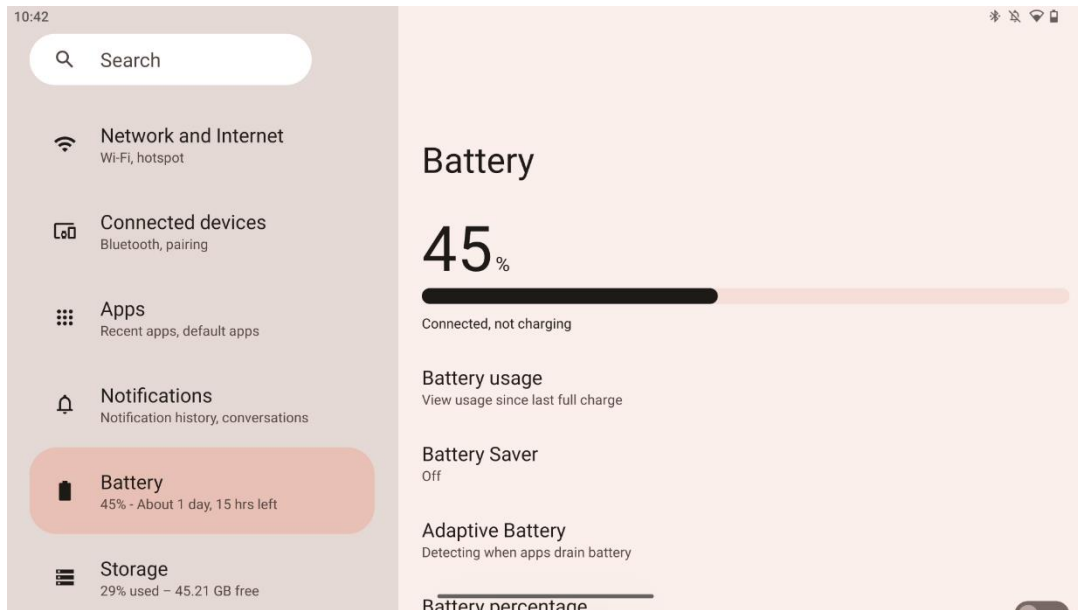 10:42
Search
Network and Internet
Wi-Fi, hotspot
Connected devices
Bluetooth, pairing
Apps
Recent apps, default apps
Notifications
Notification history, conversations
Battery
45% - About 1 day, 15 hrs left
Storage
29% used – 45.21 GB free
Battery
45%
Connected, not charging
Battery usage
View usage since last full charge
Battery Saver
Off
Adaptive Battery
Detecting when apps drain battery
Battery percentage